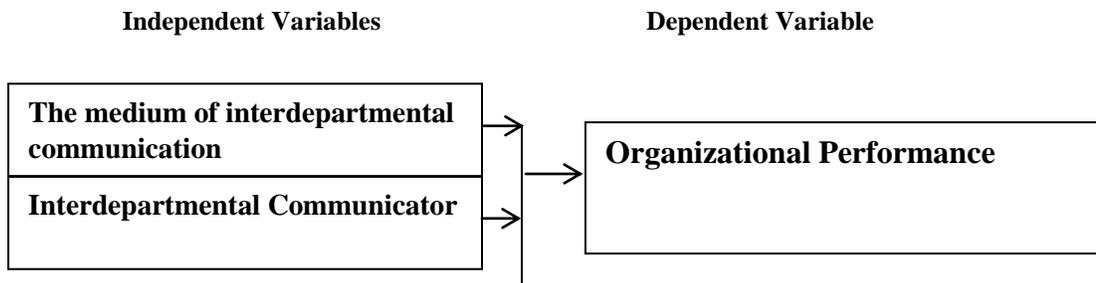 Independent Variables
Dependent Variable
The medium of interdepartmental
communication
Interdepartmental Communicator
Organizational Performance